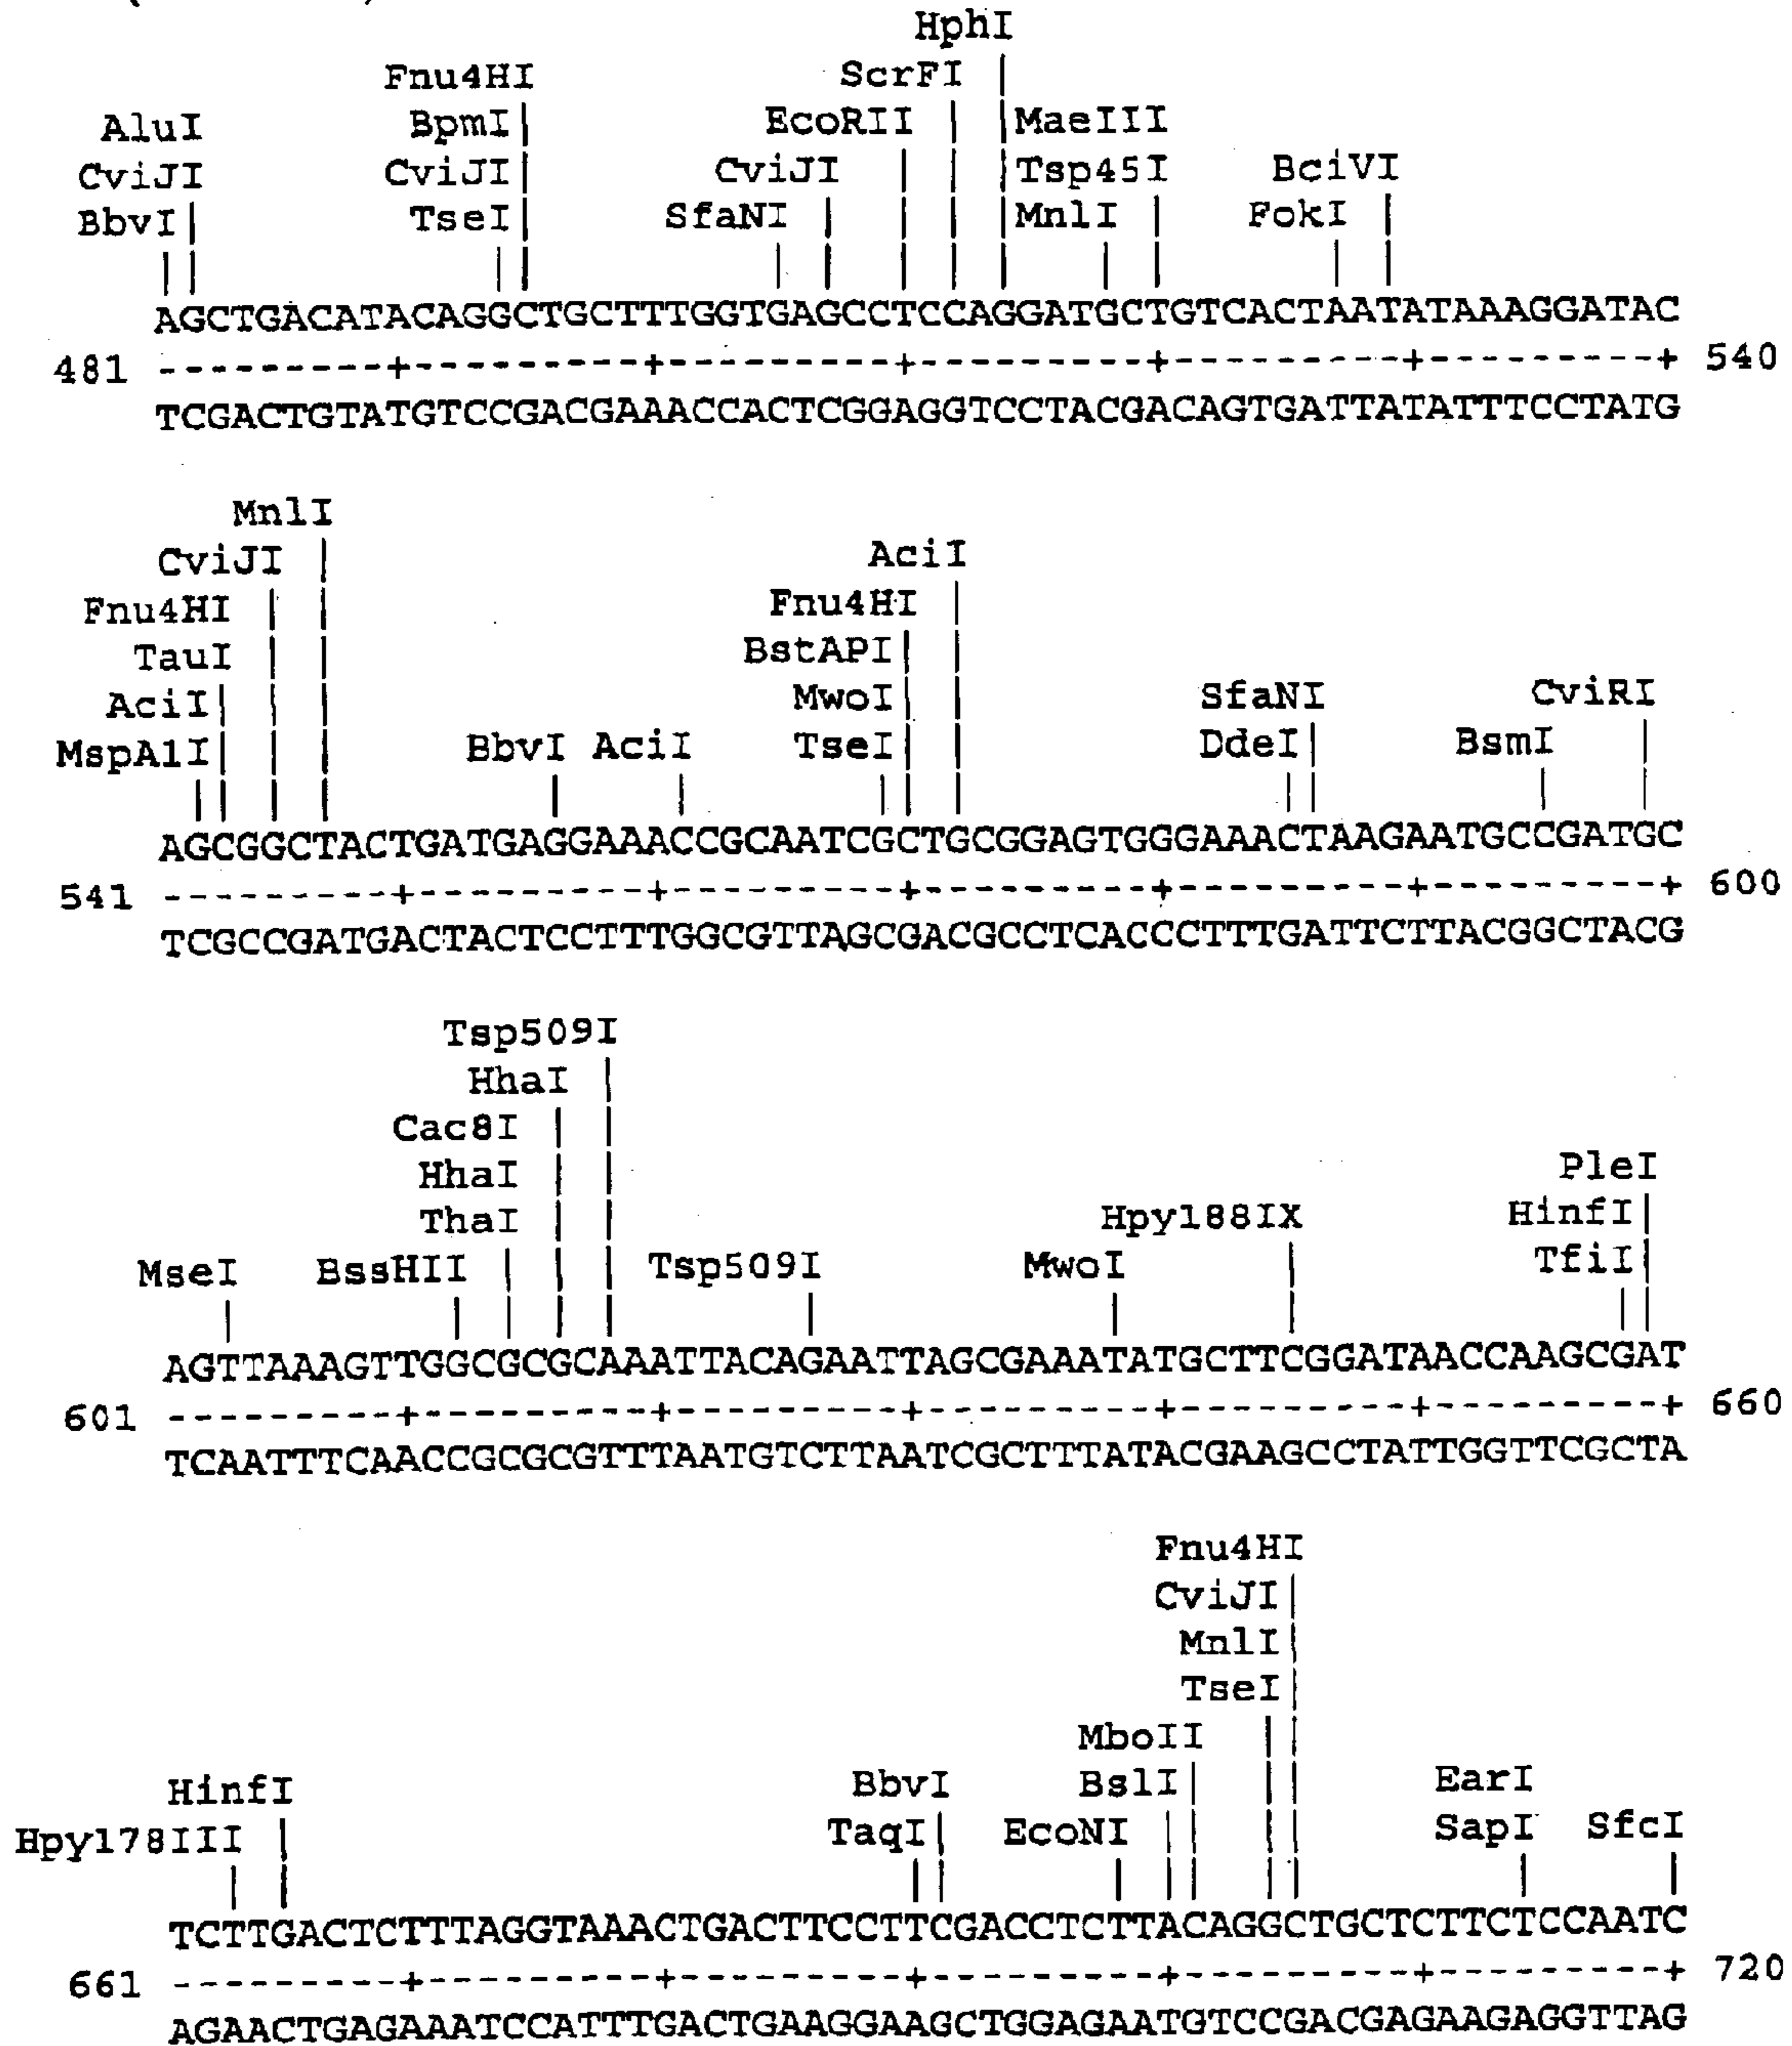 HphI
Fnu4HI ScrFI
AluI BpmI EcoRII MaeIII
CviJI CviJI CviJI Tsp45I BciVI
BbvI TseI SfaNI MnlI FokI
AGCTGACATACAGGCTGCTTTGGTGAGCCTCCAGGATGCTGTCACTAATATAAAGGATAC
481 ---------+---------+---------+---------+---------+---------+ 540
TCGACTGTATGTCCGACGAAACCACTCGGAGGTCCTACGACAGTGATTATATTTCCTATG
MnlI
CviJI AciI
Fnu4HI Fnu4HI
TauI BstAPI
AciI MwoI SfaNI CviRI
MspA1I BbvI AciI TseI DdeI BsmI
AGCGGCTACTGATGAGGAAACCGCAATCGCTGCGGAGTGGGAAACTAAGAATGCCGATGC
541 ---------+---------+---------+---------+---------+---------+ 600
TCGCCGATGACTACTCCTTTGGCGTTAGCGACGCCTCACCCTTTGATTCTTACGGCTACG
Tsp509I
HhaI
Cac8I
HhaI PleI
ThaI Hpy188IX HinfI
MseI BssHII Tsp509I MwoI TfiI
AGTTAAAGTTGGCGCGCAAATTACAGAATTAGCGAAATATGCTTCGGATAACCAAGCGAT
601 ---------+---------+---------+---------+---------+---------+ 660
TCAATTTCAACCGCGCGTTTAATGTCTTAATCGCTTTATACGAAGCCTATTGGTTCGCTA
Fnu4HI
CviJI
MnlI
TseI
MboII
HinfI BbvI BslI EarI
Hpy178III TaqI EcoNI SapI SfcI
TCTTGACTCTTTAGGTAAACTGACTTCCTTCGACCTCTTACAGGCTGCTCTTCTCCAATC
661 ---------+---------+---------+---------+---------+---------+ 720
AGAACTGAGAAATCCATTTGACTGAAGGAAGCTGGAGAATGTCCGACGAGAAGAGGTTAG